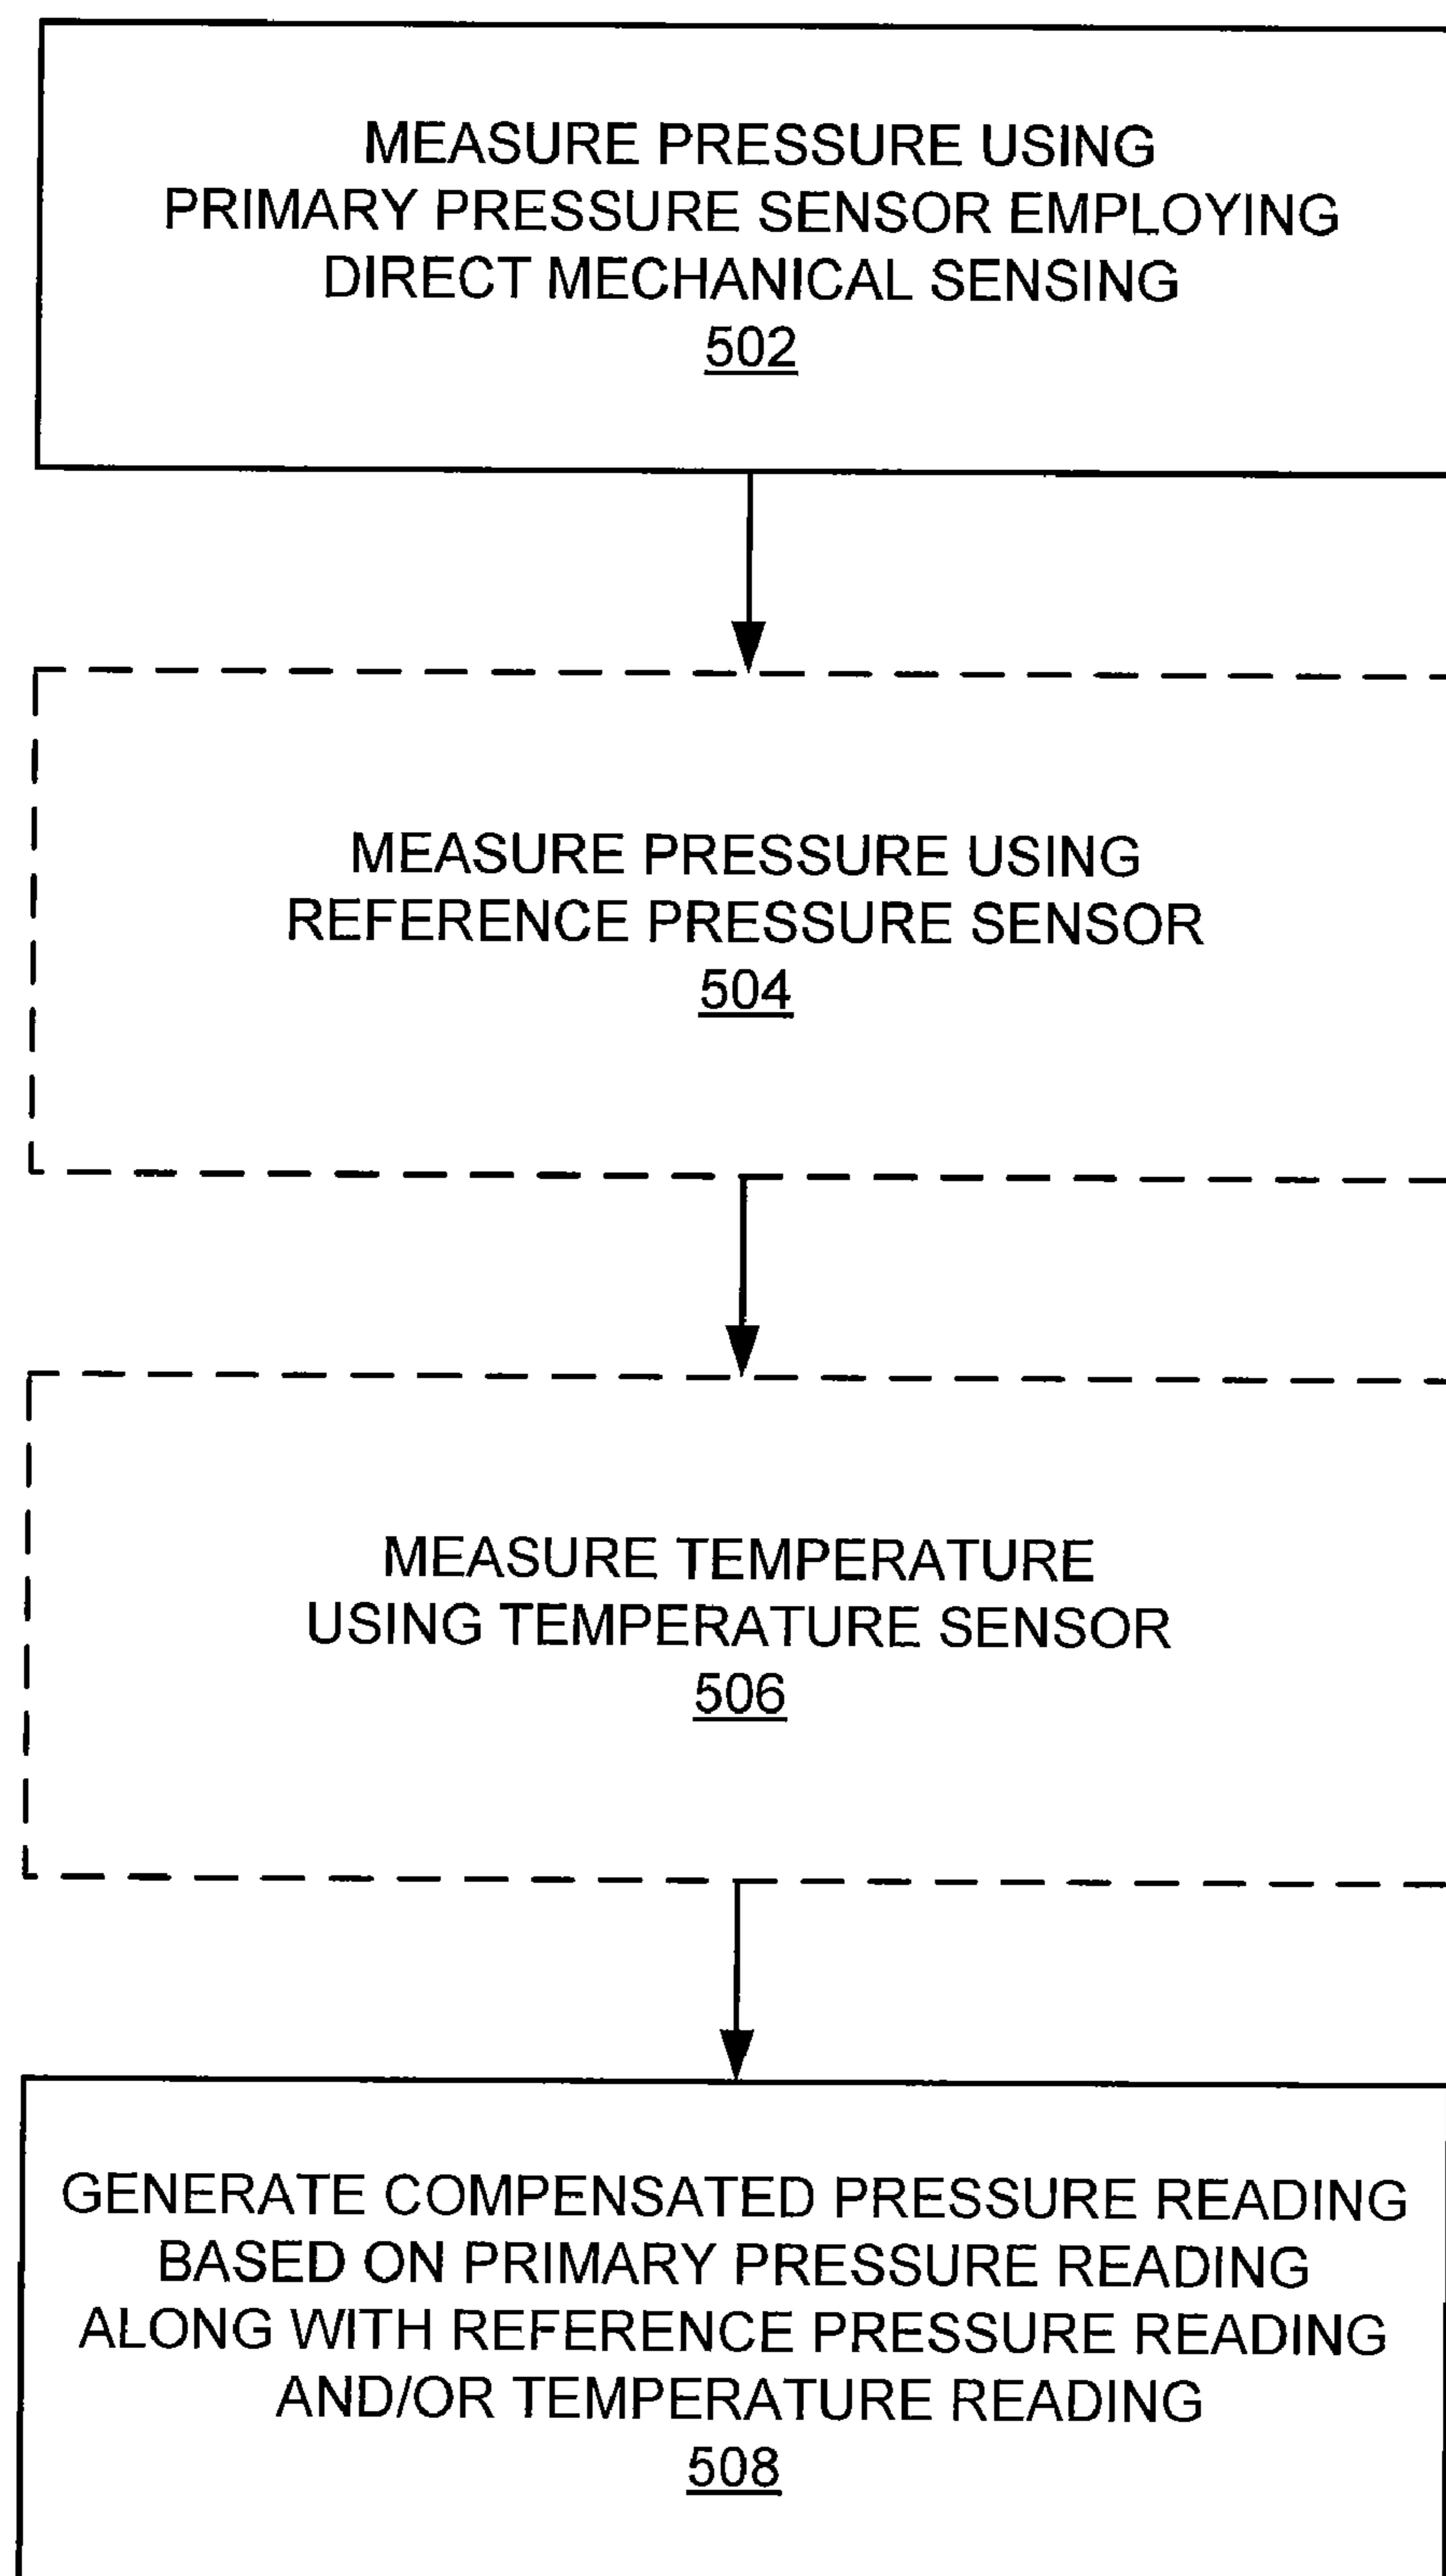 MEASURE PRESSURE USING
PRIMARY PRESSURE SENSOR EMPLOYING
DIRECT MECHANICAL SENSING
502
MEASURE PRESSURE USING
REFERENCE PRESSURE SENSOR
504
MEASURE TEMPERATURE
USING TEMPERATURE SENSOR
506
GENERATE COMPENSATED PRESSURE READING
BASED ON PRIMARY PRESSURE READING
ALONG WITH REFERENCE PRESSURE READING
AND/OR TEMPERATURE READING
508